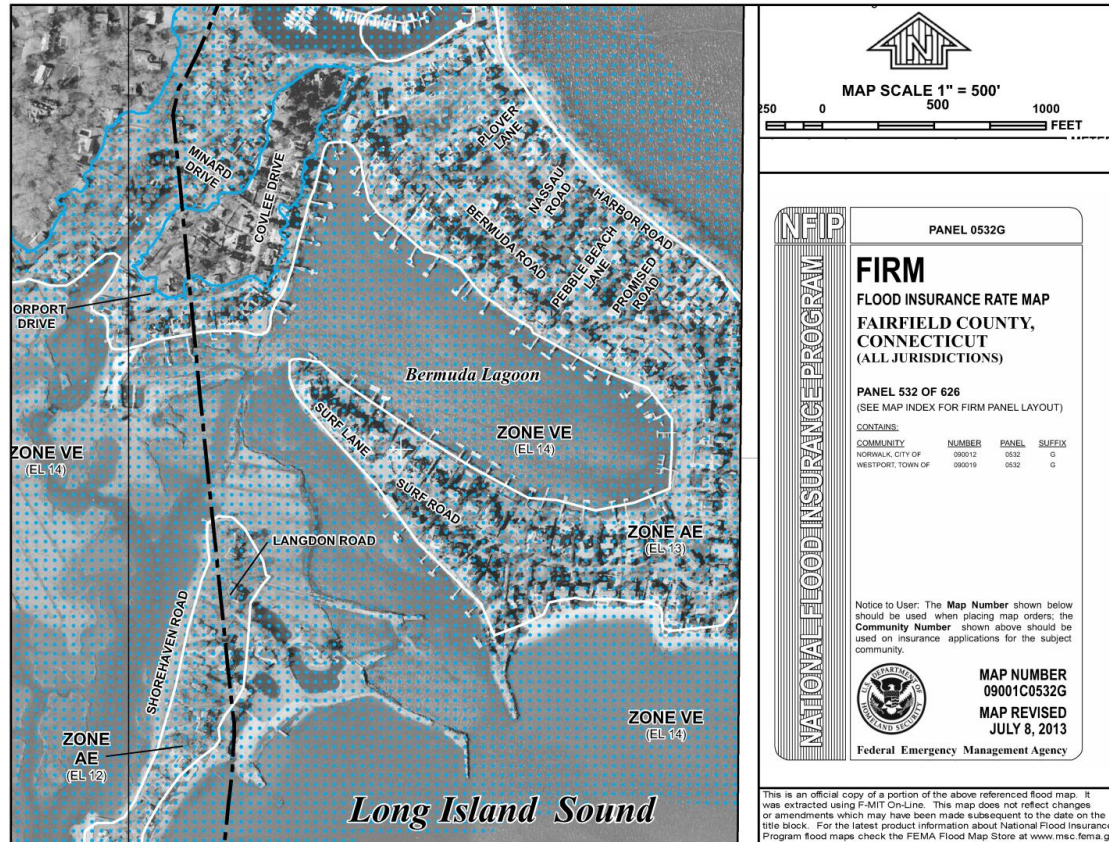 MINARD
DRIVE
COVLEE DRIVE
PLOVER
LANE
NASSAU
ROAD
HARBOR ROAD
BERMUDA ROAD
PEBBLE BEACH
LANE
PROMISED
ROAD
ORPORT
DRIVE
Bermuda Lagoon
ZONE VE
(EL 14)
SURF LANE
ZONE VE
(EL 14)
SURF ROAD
ZONE AE
(EL 13)
LANGDON ROAD
SHOREHAVEN ROAD
ZONE VE
(EL 14)
ZONE
AE
(EL 12)
Long Island Sound
N
MAP SCALE 1" = 500'
250 0 500 1000
FEET
NFIP
NATIONAL FLOOD INSURANCE PROGRAM
PANEL 0532G
FIRM
FLOOD INSURANCE RATE MAP
FAIRFIELD COUNTY,
CONNECTICUT
(ALL JURISDICTIONS)
PANEL 532 OF 626
(SEE MAP INDEX FOR FIRM PANEL LAYOUT)
CONTAINS:
COMMUNITY NUMBER PANEL SUFFIX
NORWALK, CITY OF 090012 0532 G
WESTPORT, TOWN OF 090019 0532 G
Notice to User: The Map Number shown below
should be used when placing map orders; the
Community Number shown above should be
used on insurance applications for the subject
community.
U.S. DEPARTMENT OF
HOMELAND SECURITY
MAP NUMBER
09001C0532G
MAP REVISED
JULY 8, 2013
Federal Emergency Management Agency
This is an official copy of a portion of the above referenced flood map. It
was extracted using F-MIT On-Line. This map does not reflect changes
or amendments which may have been made subsequent to the date on the
title block. For the latest product information about National Flood Insurance
Program flood maps check the FEMA Flood Map Store at www.msc.fema.g